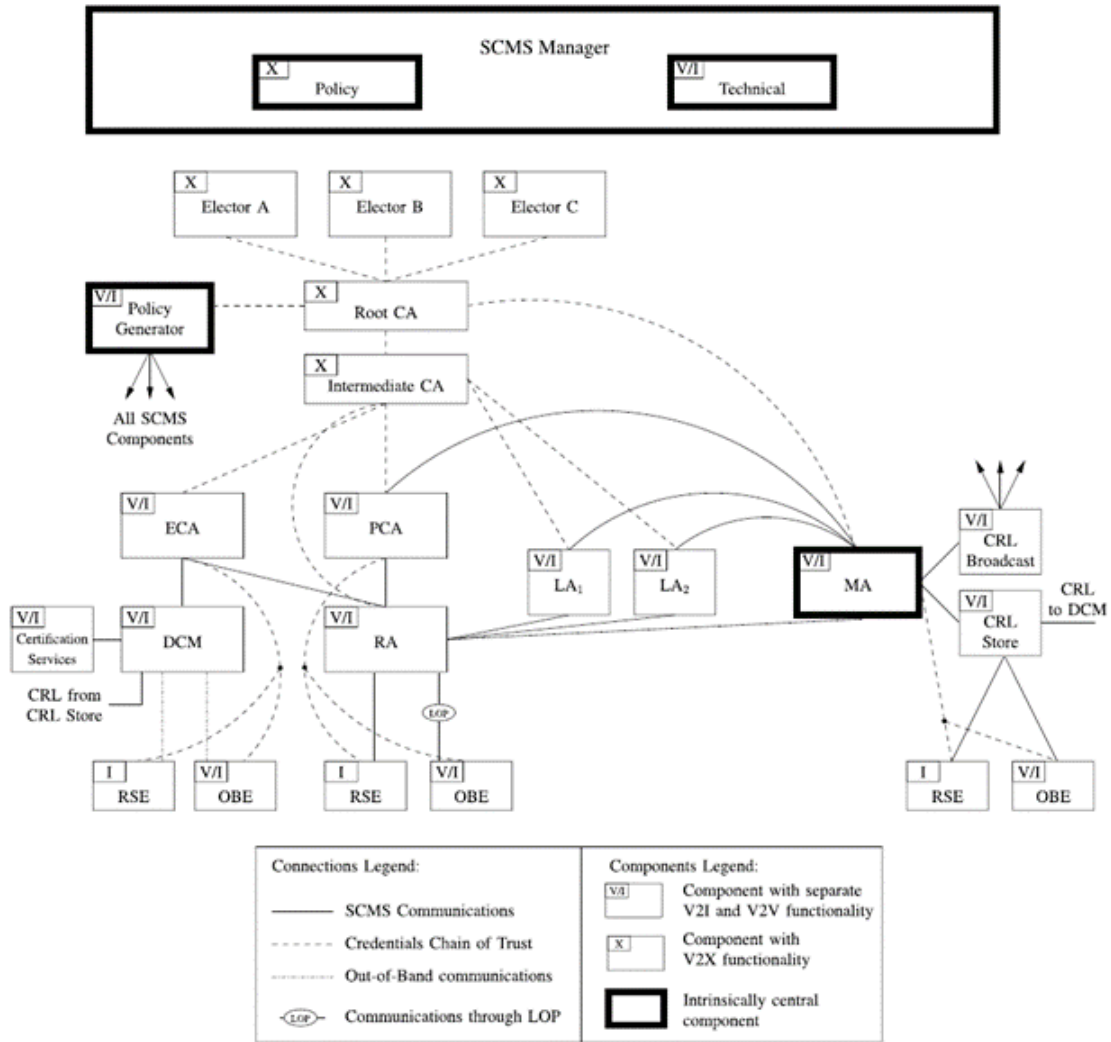 SCMS Manager
X
Policy
V/I
Technical
X
Elector A
X
Elector B
X
Elector C
V/I
Policy
Generator
X
Root CA
X
Intermediate CA
All SCMS
Components
V/I
ECA
V/I
PCA
V/I
LA1
V/I
LA2
V/I
MA
V/I
CRL
Broadcast
V/I
CRL
Store
CRL
to DCM
V/I
Certification
Services
V/I
DCM
V/I
RA
CRL from
CRL Store
LOP
I
RSE
V/I
OBE
I
RSE
V/I
OBE
I
RSE
V/I
OBE
Connections Legend:
SCMS Communications
Credentials Chain of Trust
Out-of-Band communications
LOP
Communications through LOP
Components Legend:
V/I
Component with separate
V2I and V2V functionality
X
Component with
V2X functionality
Intrinsically central
component